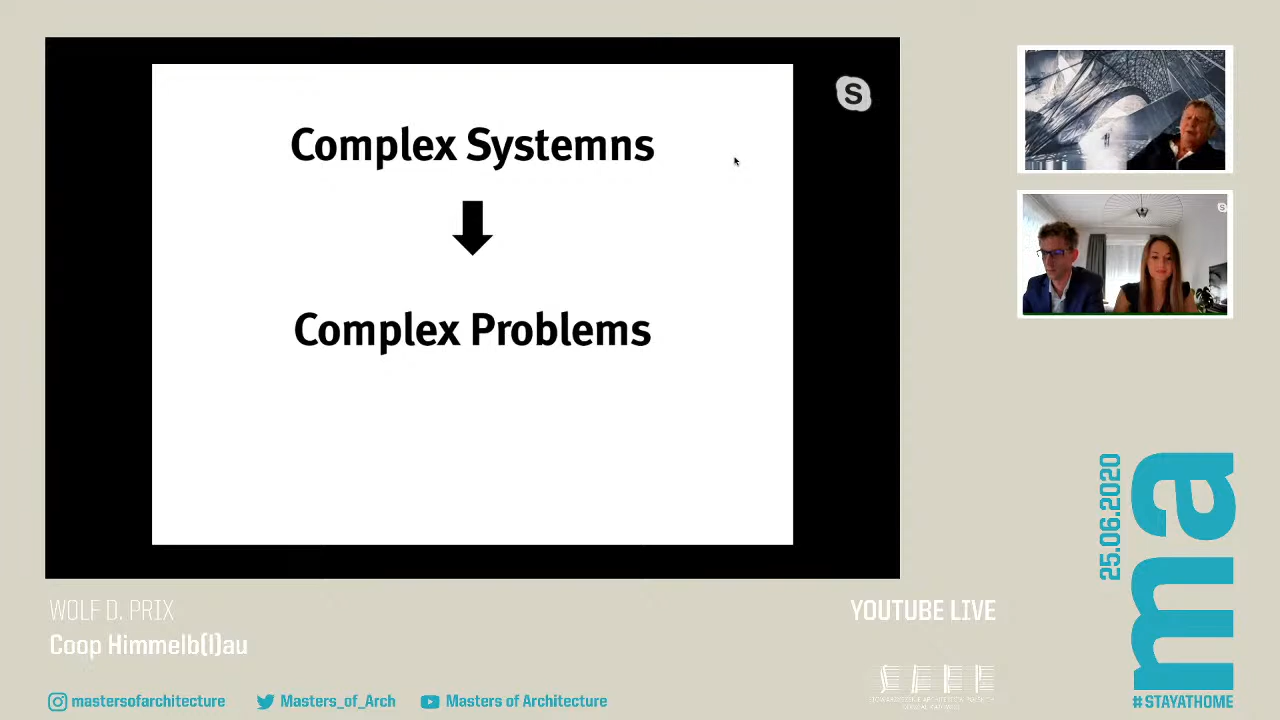 Complex Systemns
Complex Problems
S
S
WOLF D. PRIX
Coop Himmelb(l)au
YOUTUBE LIVE
mastersofarchitecture
Masters_of_Arch
Masters of Architecture
25.06.2020
ma
#STAYATHOME